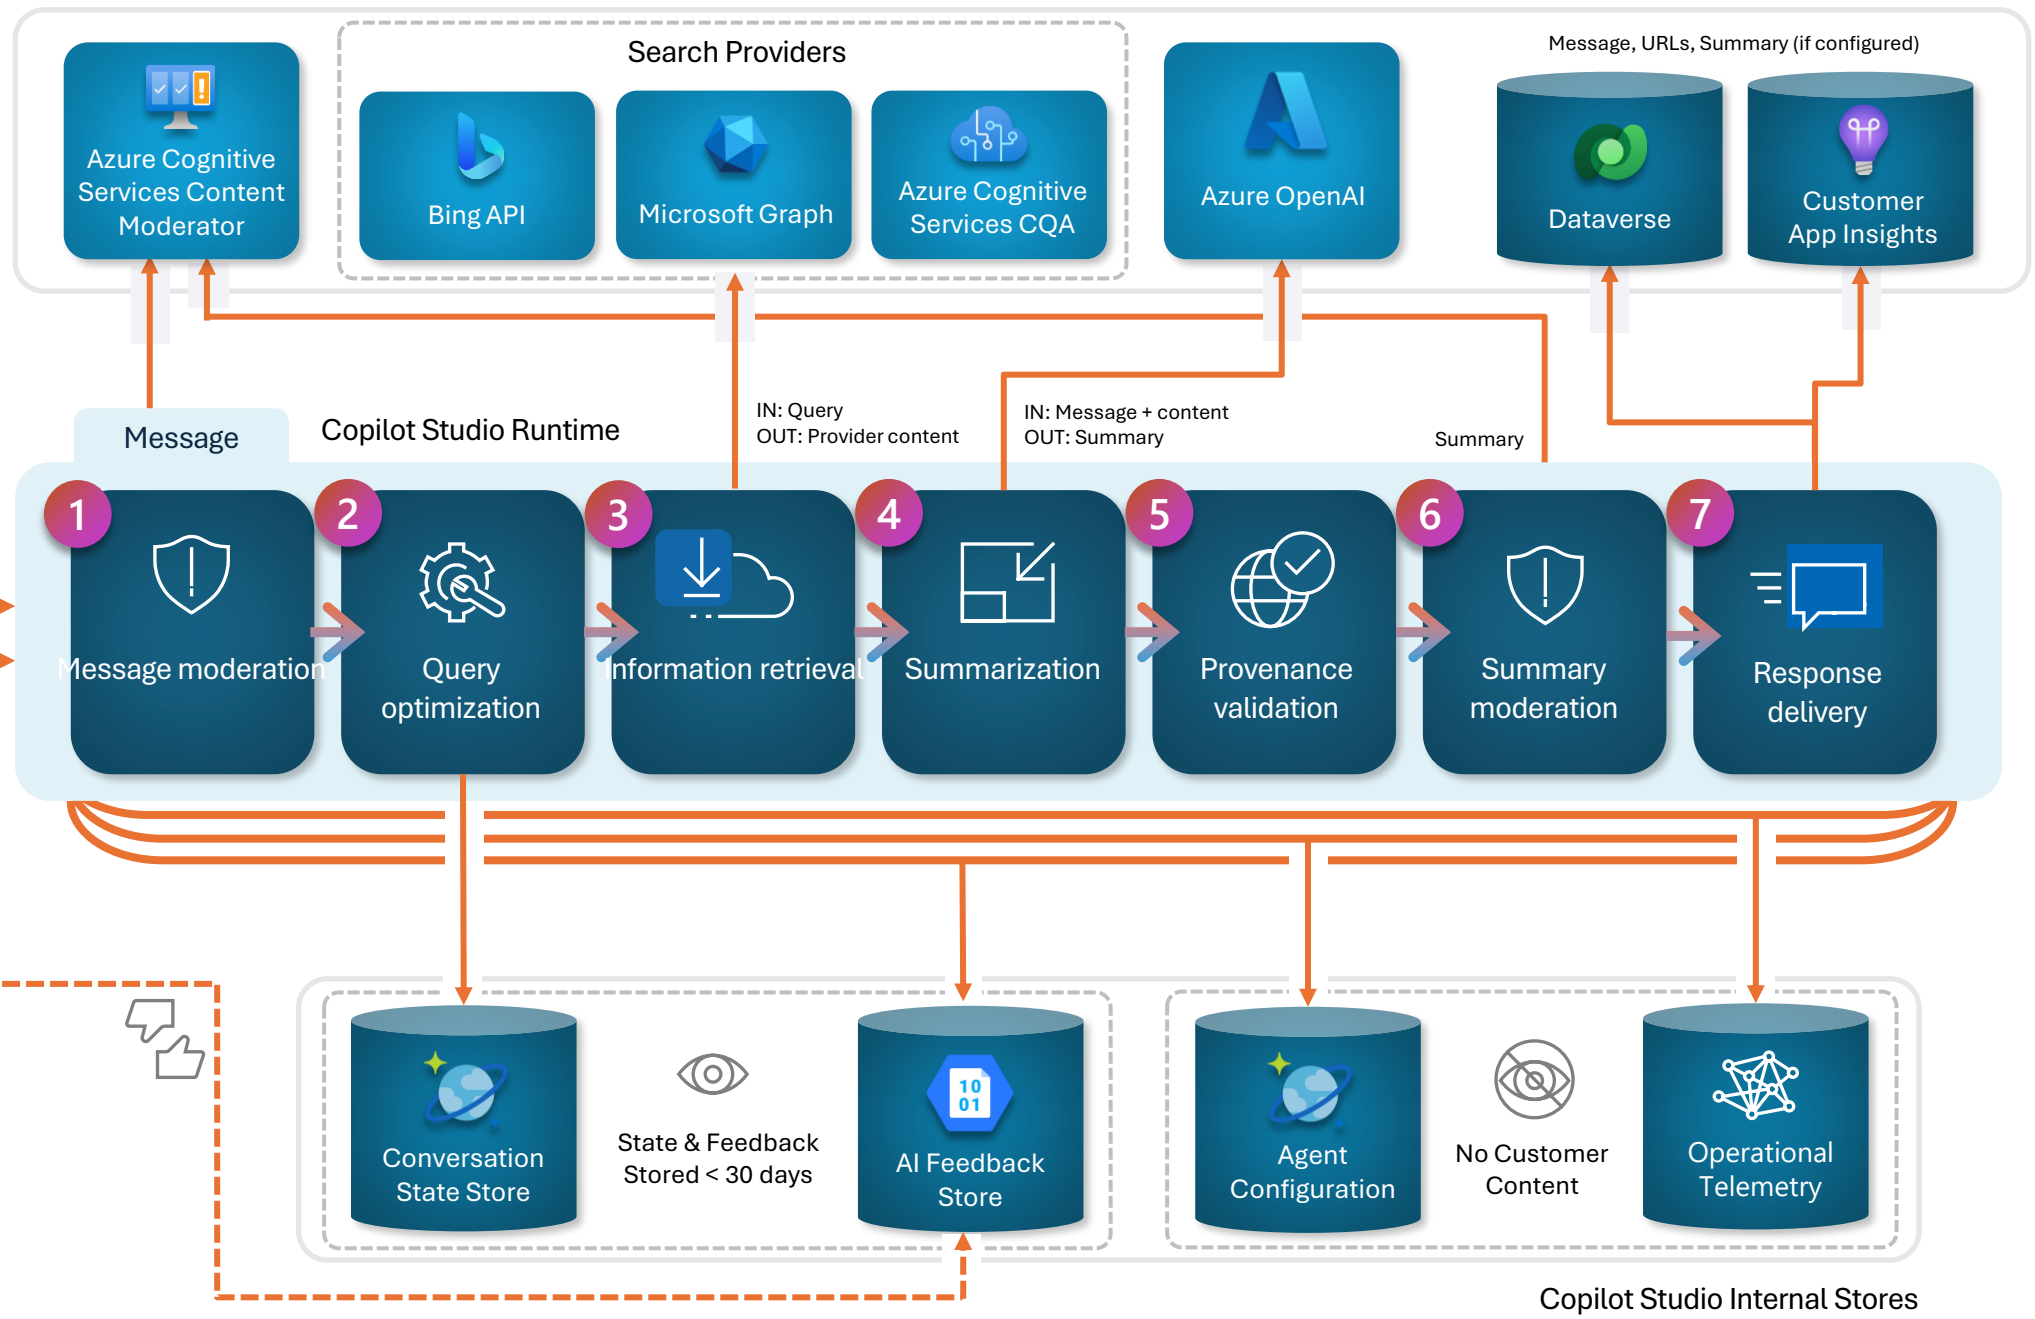 Search Providers
Message, URLs, Summary (if configured)
Azure Cognitive
Services Content
Moderator
Bing API
Microsoft Graph
Azure Cognitive
Services CQA
Azure OpenAI
Dataverse
Customer
App Insights
Message
Copilot Studio Runtime
IN: Query
OUT: Provider content
IN: Message + content
OUT: Summary
Summary
1
Message moderation
2
Query
optimization
3
Information retrieval
4
Summarization
5
Provenance
validation
6
Summary
moderation
7
Response
delivery
Conversation
State Store
State & Feedback
Stored < 30 days
10
01
AI Feedback
Store
Agent
Configuration
No Customer
Content
Operational
Telemetry
Copilot Studio Internal Stores